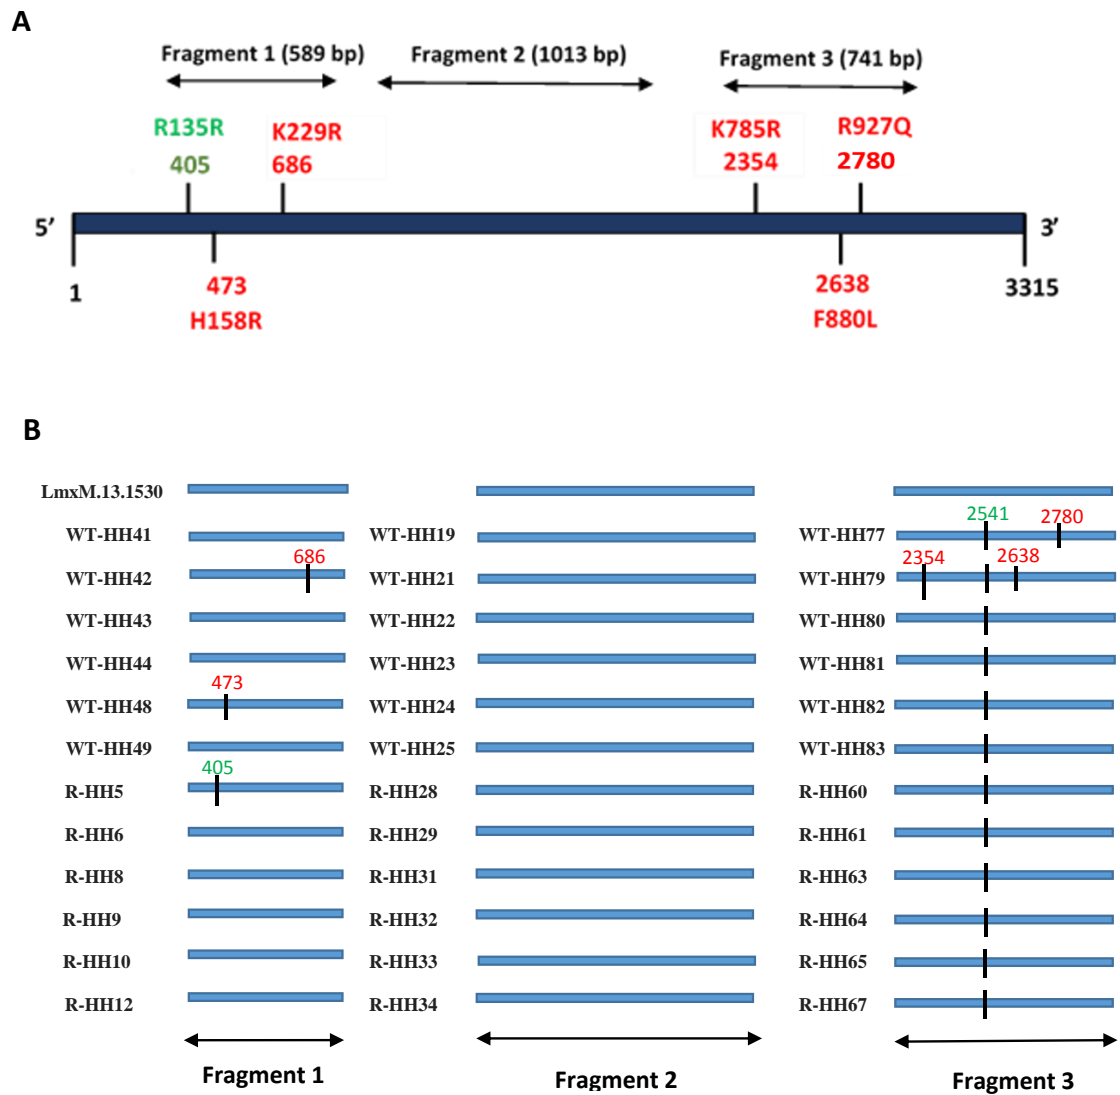 A
Fragment 1 (589 bp) Fragment 2 (1013 bp) Fragment 3 (741 bp)
R135R K229R K785R R927Q
405 686 2354 2780
5’ 3’
1 473 2638 3315
H158R F880L
B
LmxM.13.1530
2541 2780
WT-HH41 WT-HH19 WT-HH77
686 2354 2638
WT-HH42 WT-HH21 WT-HH79
WT-HH43 WT-HH22 WT-HH80
WT-HH44 WT-HH23 WT-HH81
473
WT-HH48 WT-HH24 WT-HH82
WT-HH49 WT-HH25 WT-HH83
405
R-HH5 R-HH28 R-HH60
R-HH6 R-HH29 R-HH61
R-HH8 R-HH31 R-HH63
R-HH9 R-HH32 R-HH64
R-HH10 R-HH33 R-HH65
R-HH12 R-HH34 R-HH67
Fragment 1 Fragment 2 Fragment 3